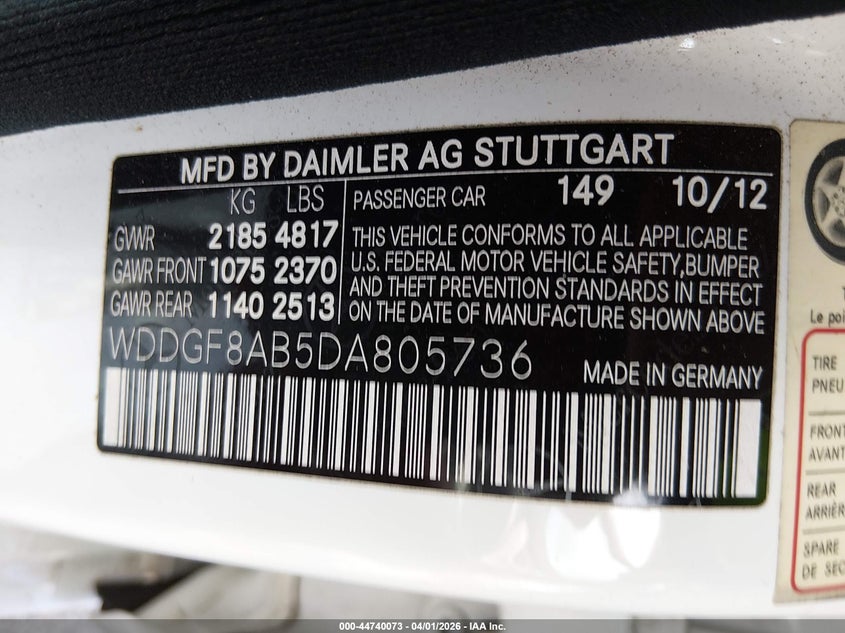 MFD BY DAIMLER AG STUTTGART
KG LBS
GVWR 2185 4817
GAWR FRONT 1075 2370
GAWR REAR 1140 2513
PASSENGER CAR 149 10/12
THIS VEHICLE CONFORMS TO ALL APPLICABLE
U.S. FEDERAL MOTOR VEHICLE SAFETY,BUMPER
AND THEFT PREVENTION STANDARDS IN EFFECT
ON THE DATE OF MANUFACTURE SHOWN ABOVE
WDDGF8AB5DA805736
MADE IN GERMANY
Le poi
TIRE
PNEU
FRONT
AVANT
REAR
ARRIÈR
SPARE
DE SEC
000-44740073 | 04/01/2026 | IAA Inc.